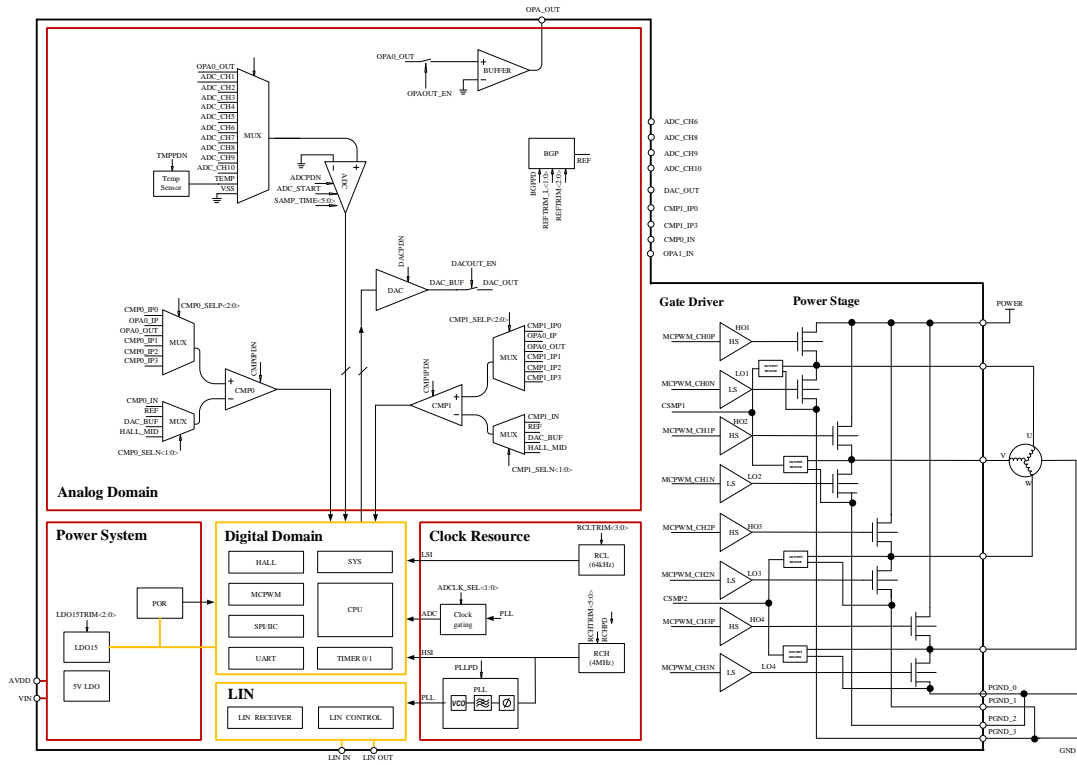 OPA_OUT
OPA0_OUT
OPAOUT_EN
BUFFER
OPA0_OUT
ADC_CH1
ADC_CH2
ADC_CH3
ADC_CH4
ADC_CH5
ADC_CH6
ADC_CH7
ADC_CH8
ADC_CH9
ADC_CH10
TEMP
VSS
MUX
TMPPDN
Temp
Sensor
ADCPDN
ADC_START
SAMP_TIME<5:0>
ADC
BGP
REF
BGPPD
REFTRIM_L<1:0>
REFTRIM<2:0>
ADC_CH6
ADC_CH8
ADC_CH9
ADC_CH10
DAC_OUT
CMP1_IP0
CMP1_IP3
CMP0_IN
OPA1_IN
DACPDN
DAC
DACOUT_EN
DAC_BUF
DAC_OUT
CMP0_SELP<2:0>
CMP0_IP0
OPA0_IP
OPA0_OUT
CMP0_IP1
CMP0_IP2
CMP0_IP3
MUX
CMP0PDN
CMP0
CMP0_IN
REF
DAC_BUF
HALL_MID
MUX
CMP0_SELN<1:0>
CMP1_SELP<2:0>
CMP1_IP0
OPA0_IP
OPA0_OUT
CMP1_IP1
CMP1_IP2
CMP1_IP3
MUX
CMP1PDN
CMP1
CMP1_IN
REF
DAC_BUF
HALL_MID
MUX
CMP1_SELN<1:0>
Analog Domain
Gate Driver
Power Stage
POWER
MCPWM_CH0P
HS
HO1
MCPWM_CH0N
LS
LO1
CSMP1
MCPWM_CH1P
HS
HO2
MCPWM_CH1N
LS
LO2
MCPWM_CH2P
HS
HO3
MCPWM_CH2N
LS
LO3
CSMP2
MCPWM_CH3P
HS
HO4
MCPWM_CH3N
LS
LO4
U
V
W
PGND_0
PGND_1
PGND_2
PGND_3
GND
Power System
POR
LDO15TRIM<2:0>
LDO15
5V LDO
AVDD
VIN
Digital Domain
HALL
SYS
MCPWM
CPU
SPI/IIC
UART
TIMER 0/1
LIN
LIN RECEIVER
LIN CONTROL
LIN IN
LIN OUT
Clock Resource
LSI
RCLTRIM<3:0>
RCL
(64kHz)
ADCLK_SEL<1:0>
ADC
Clock
gating
PLL
RCHTRIM<5:0>
RCHPD
HSI
RCH
(4MHz)
PLLPD
PLL
PLL
VCO